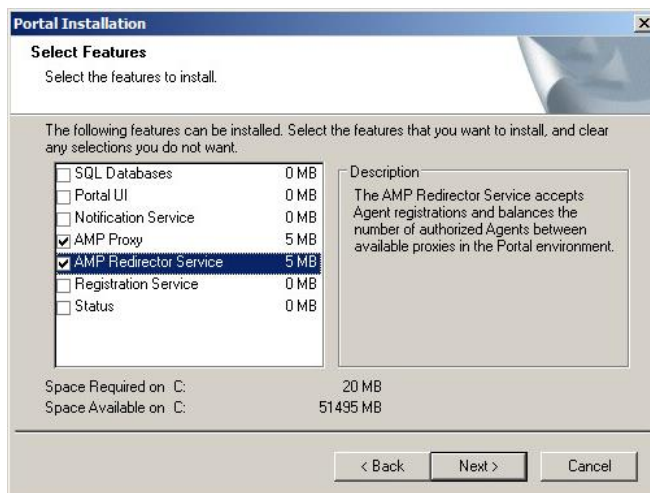 Portal Installation
Select Features
Select the features to install.
The following features can be installed. Select the features that you want to install, and clear
any selections you do not want.
SQL Databases 0 MB
Portal UI 0 MB
Notification Service 0 MB
AMP Proxy 5 MB
AMP Redirector Service 5 MB
Registration Service 0 MB
Status 0 MB
Description
The AMP Redirector Service accepts
Agent registrations and balances the
number of authorized Agents between
available proxies in the Portal environment.
Space Required on C: 20 MB
Space Available on C: 51495 MB
< Back
Next >
Cancel